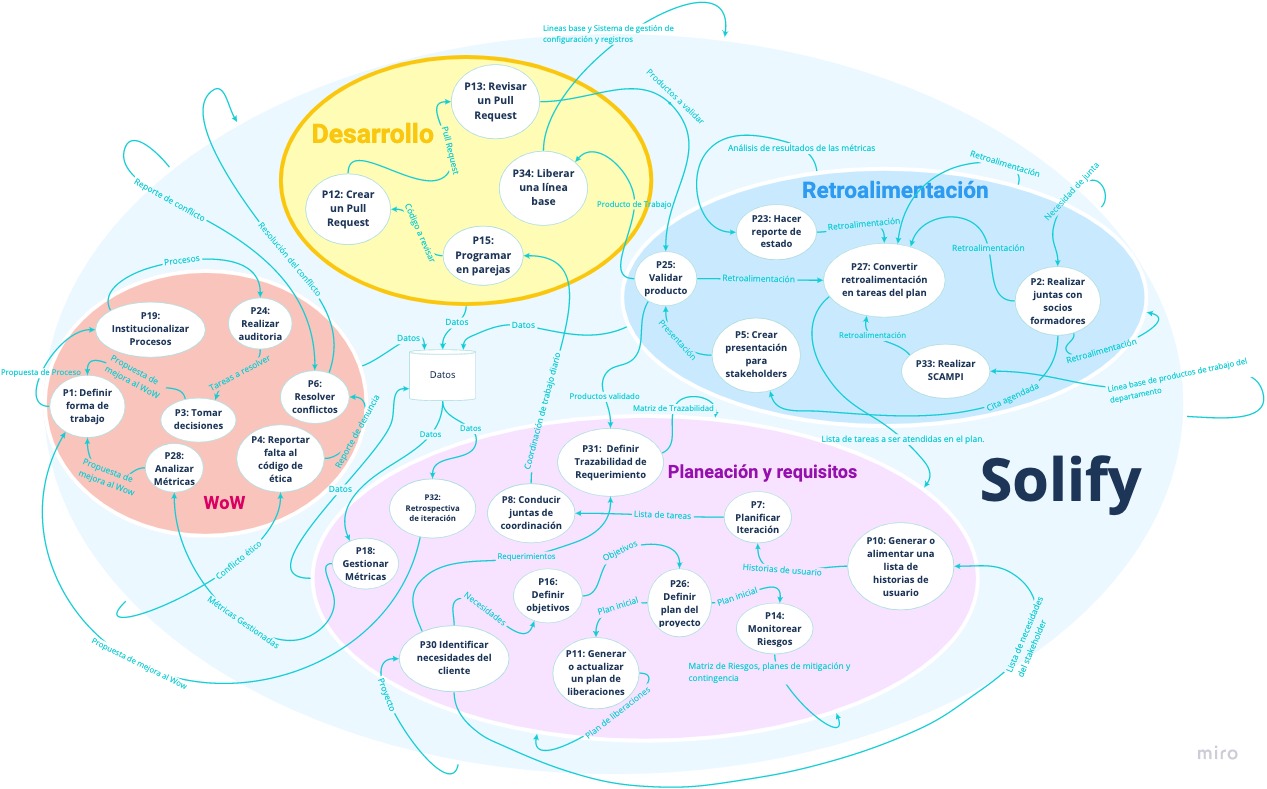 Lineas base y Sistema de gestión de
configuración y registros
Desarrollo
P13: Revisar
un Pull
Request
Pull Request
Productos a validar
P34: Liberar
una línea
base
P12: Crear
un Pull
Request
Código a revisar
P15:
Programar
en parejas
Producto de Trabajo
Análisis de resultados de las métricas
Retroalimentación
Necesidad de junta
Retroalimentación
P23: Hacer
reporte de
estado
Retroalimentación
P25:
Validar
producto
Retroalimentación
P27: Convertir
retroalimentación
en tareas del plan
Retroalimentación
P2: Realizar
juntas con
socios
formadores
Presentación
P5: Crear
presentación
para
stakeholders
Retroalimentación
P33: Realizar
SCAMPI
Retroalimentación
Cita agendada
Línea base de productos de trabajo del
departamento
Reporte de conflicto
Resolución del conflicto
Procesos
P19:
Institucionalizar
Procesos
P24:
Realizar
auditoria
Propuesta de Proceso
Propuesta de
mejora al WoW
Tareas a resolver
P1: Definir
forma de
trabajo
P3: Tomar
decisiones
P6:
Resolver
conflictos
P4: Reportar
falta al
código de
ética
Reporte de denuncia
P28:
Analizar
Métricas
Propuesta de
mejora al Wow
WoW
Datos
Datos
Datos
Datos
Datos
Datos
Datos
Coordinación de trabajo diario
Productos validado
Matriz de Trazabilidad
Lista de tareas a ser atendidas en el plan.
P31: Definir
Trazabilidad de
Requerimiento
Planeación y requisitos
Solify
P32:
Retrospectiva
de iteración
P8: Conducir
juntas de
coordinación
Lista de tareas
P7:
Planificar
Iteración
P10: Generar o
alimentar una
lista de
historias de
usuario
Historias de usuario
P18:
Gestionar
Métricas
Requerimientos
Objetivos
P16:
Definir
objetivos
Necesidades
P26:
Definir
plan del
proyecto
Plan inicial
Plan inicial
P14:
Monitorear
Riesgos
P30 Identificar
necesidades del
cliente
P11: Generar
o actualizar
un plan de
liberaciones
Matriz de Riesgos, planes de mitigación y
contingencia
Plan de liberaciones
Proyecto
Conflicto ético
Métricas Gestionadas
Propuesta de mejora al Wow
Lista de necesidades
del stakeholder
miro